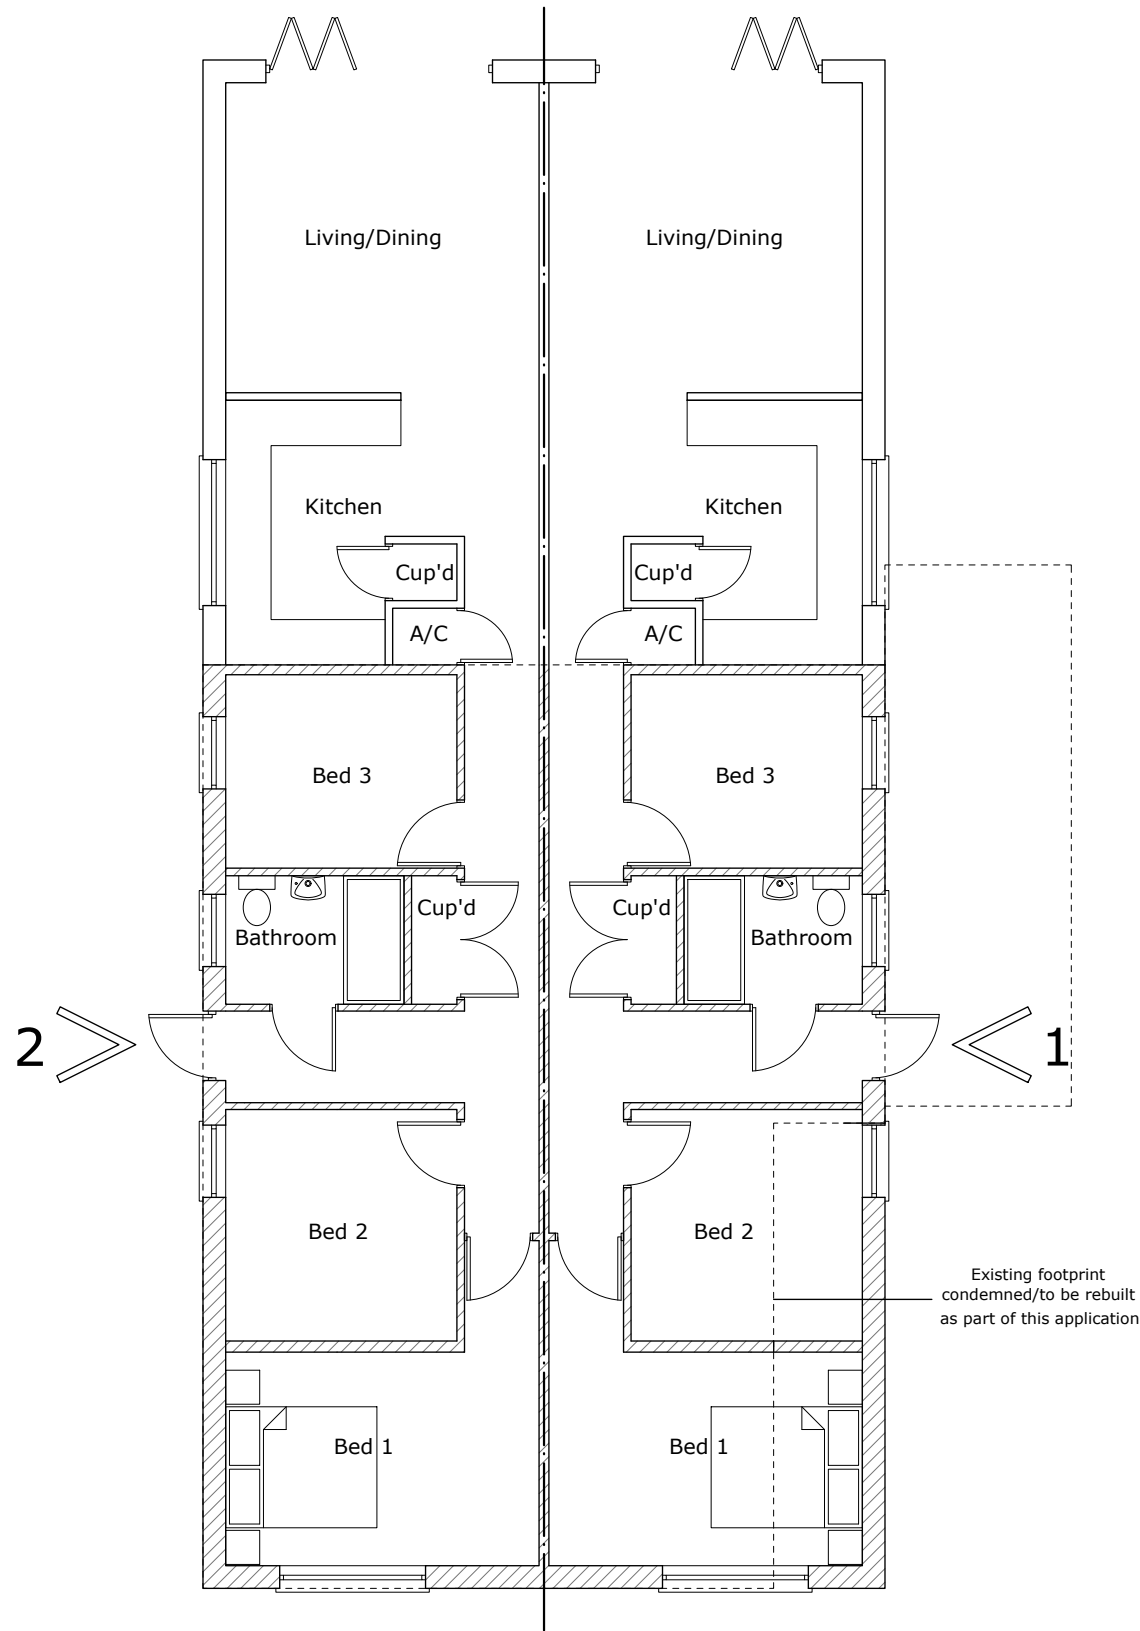 Living/Dining
Living/Dining
Kitchen
Kitchen
Cup'd
Cup'd
A/C
A/C
Bed 3
Bed 3
Cup'd
Cup'd
Bathroom
Bathroom
2
1
Bed 2
Bed 2
Existing footprint
condemned/to be rebuilt
as part of this application
Bed 1
Bed 1